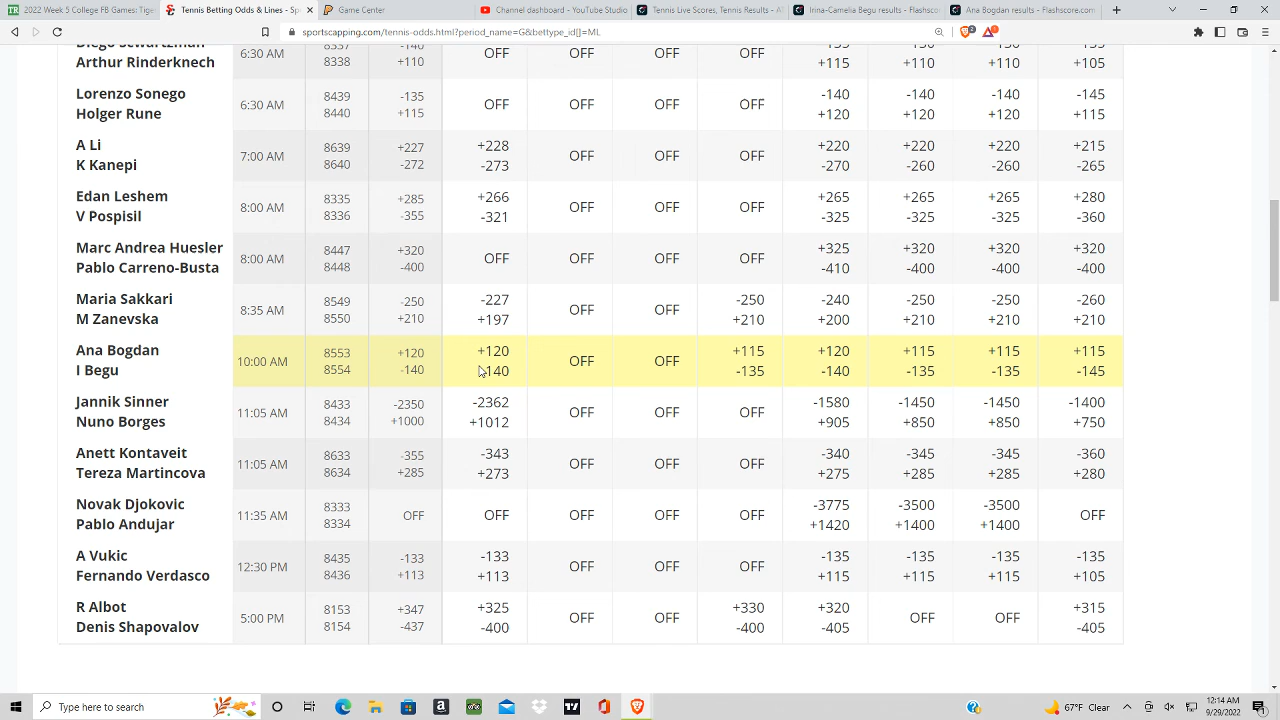 2022 Week 5 College FB Games: Tiger
Tennis Betting Odds & Lines - Sp
Game Center
Channel dashboard - YouTube Studio
Tennis Live Scores, Tennis Results - A
Irina-Camelia Begu results - Flashsco
Ana Bogdan results - Flashscore.com
sportscapping.com/tennis-odds.html?period_name=G&bettype_id[]=ML
Arthur Rinderknech 6:30 AM 8338 +110 OFF OFF OFF OFF +115 +110 +110 +105
Lorenzo Sonego 8439 -135 -140 -140 -140 -145
6:30 AM OFF OFF OFF OFF
Holger Rune 8440 +115 +120 +120 +120 +115
A Li 8639 +227 +228 +220 +220 +220 +215
7:00 AM OFF OFF OFF
K Kanepi 8640 -272 -273 -270 -260 -260 -265
Edan Leshem 8335 +285 +266 +265 +265 +265 +280
8:00 AM OFF OFF OFF
V Pospisil 8336 -355 -321 -325 -325 -325 -360
Marc Andrea Huesler 8447 +320 +325 +320 +320 +320
8:00 AM OFF OFF OFF OFF
Pablo Carreno-Busta 8448 -400 -410 -400 -400 -400
Maria Sakkari 8549 -250 -227 -250 -240 -250 -250 -260
8:35 AM OFF OFF
M Zanevska 8550 +210 +197 +210 +200 +210 +210 +210
Ana Bogdan 8553 +120 +120 +115 +120 +115 +115 +115
10:00 AM OFF OFF
I Begu 8554 -140 -140 -135 -140 -135 -135 -145
Jannik Sinner 8433 -2350 -2362 -1580 -1450 -1450 -1400
11:05 AM OFF OFF OFF
Nuno Borges 8434 +1000 +1012 +905 +850 +850 +750
Anett Kontaveit 8633 -355 -343 -340 -345 -345 -360
11:05 AM OFF OFF OFF
Tereza Martincova 8634 +285 +273 +275 +285 +285 +280
Novak Djokovic 8333 -3775 -3500 -3500
11:35 AM OFF OFF OFF OFF OFF OFF
Pablo Andujar 8334 +1420 +1400 +1400
A Vukic 8435 -133 -133 -135 -135 -135 -135
12:30 PM OFF OFF OFF
Fernando Verdasco 8436 +113 +113 +115 +115 +115 +105
R Albot 8153 +347 +325 +330 +320 +315
5:00 PM OFF OFF OFF OFF
Denis Shapovalov 8154 -437 -400 -400 -405 -405
Type here to search
67°F Clear
12:14 AM
9/29/2022